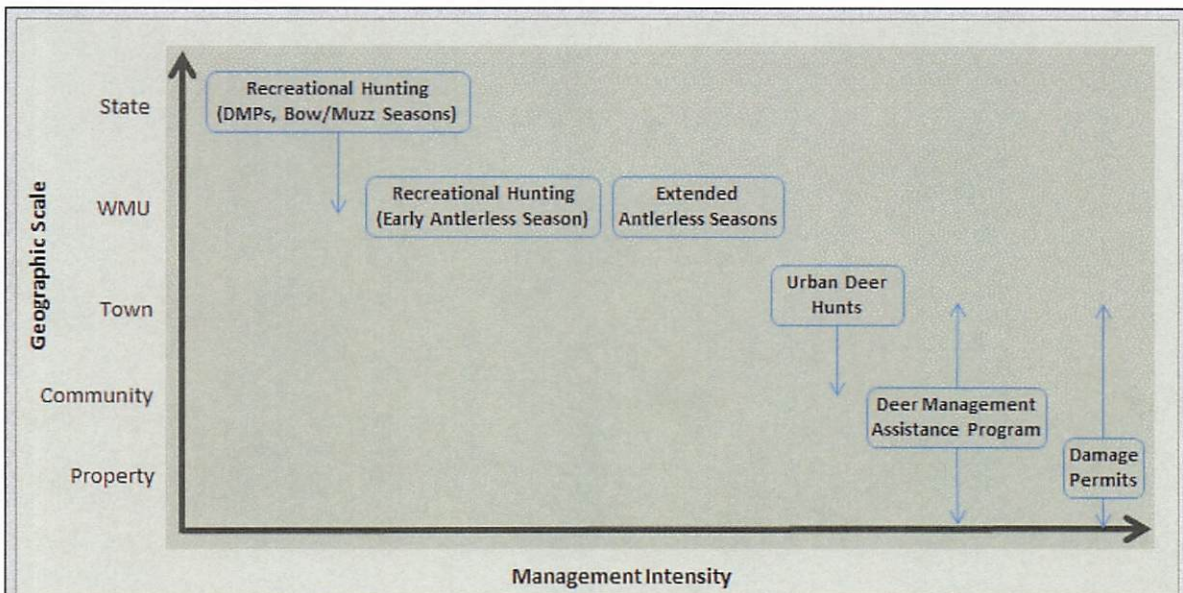 Geographic Scale
State
WMU
Town
Community
Property
Recreational Hunting
(DMPs, Bow/Muzz Seasons)
Recreational Hunting
(Early Antlerless Season)
Extended
Antlerless Seasons
Urban Deer
Hunts
Deer Management
Assistance Program
Damage
Permits
Management Intensity